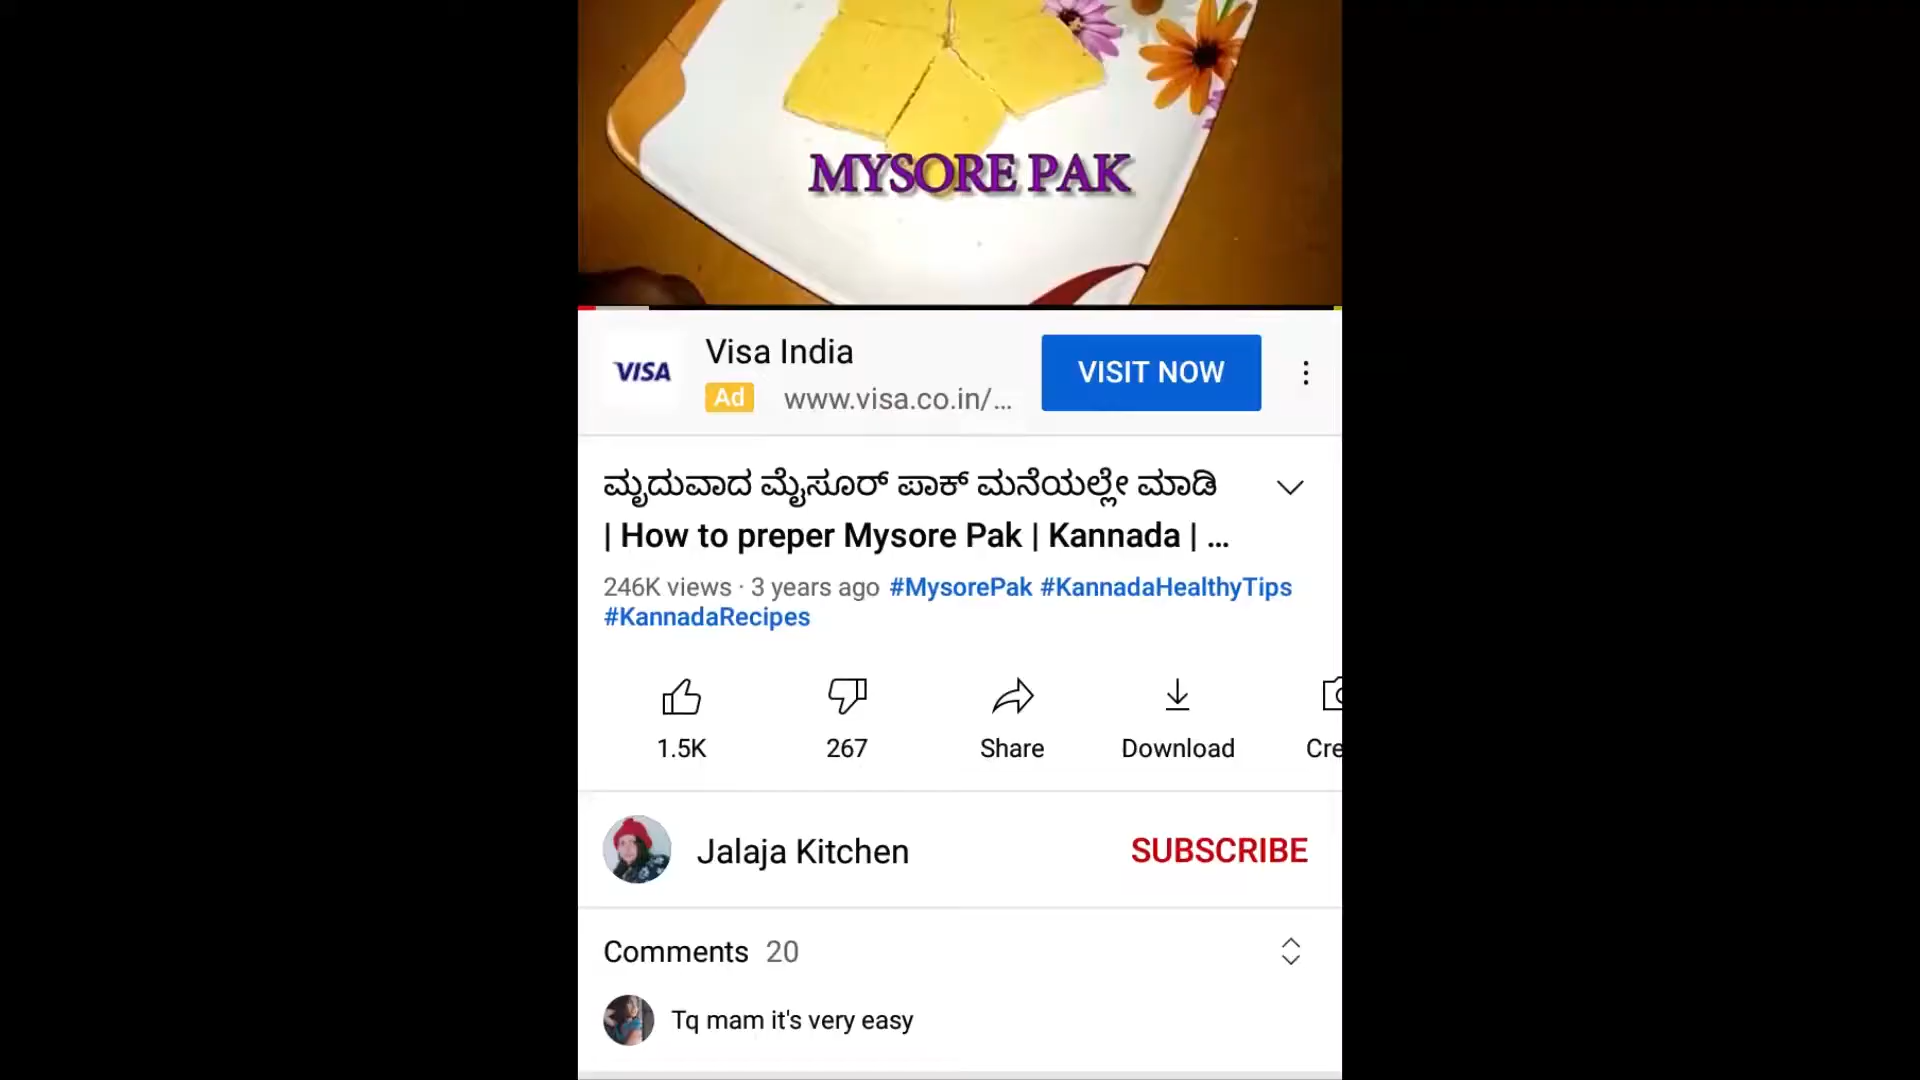 MYSORE PAK
VISA
Visa India
Ad www.visa.co.in/...
VISIT NOW
ಮೃದುವಾದ ಮೈಸೂರ್ ಪಾಕ್ ಮನೆಯಲ್ಲೇ ಮಾಡಿ
| How to preper Mysore Pak | Kannada | ...
246K views · 3 years ago #MysorePak #KannadaHealthyTips
#KannadaRecipes
1.5K 267 Share Download Cre
Jalaja Kitchen SUBSCRIBE
Comments 20
Tq mam it's very easy